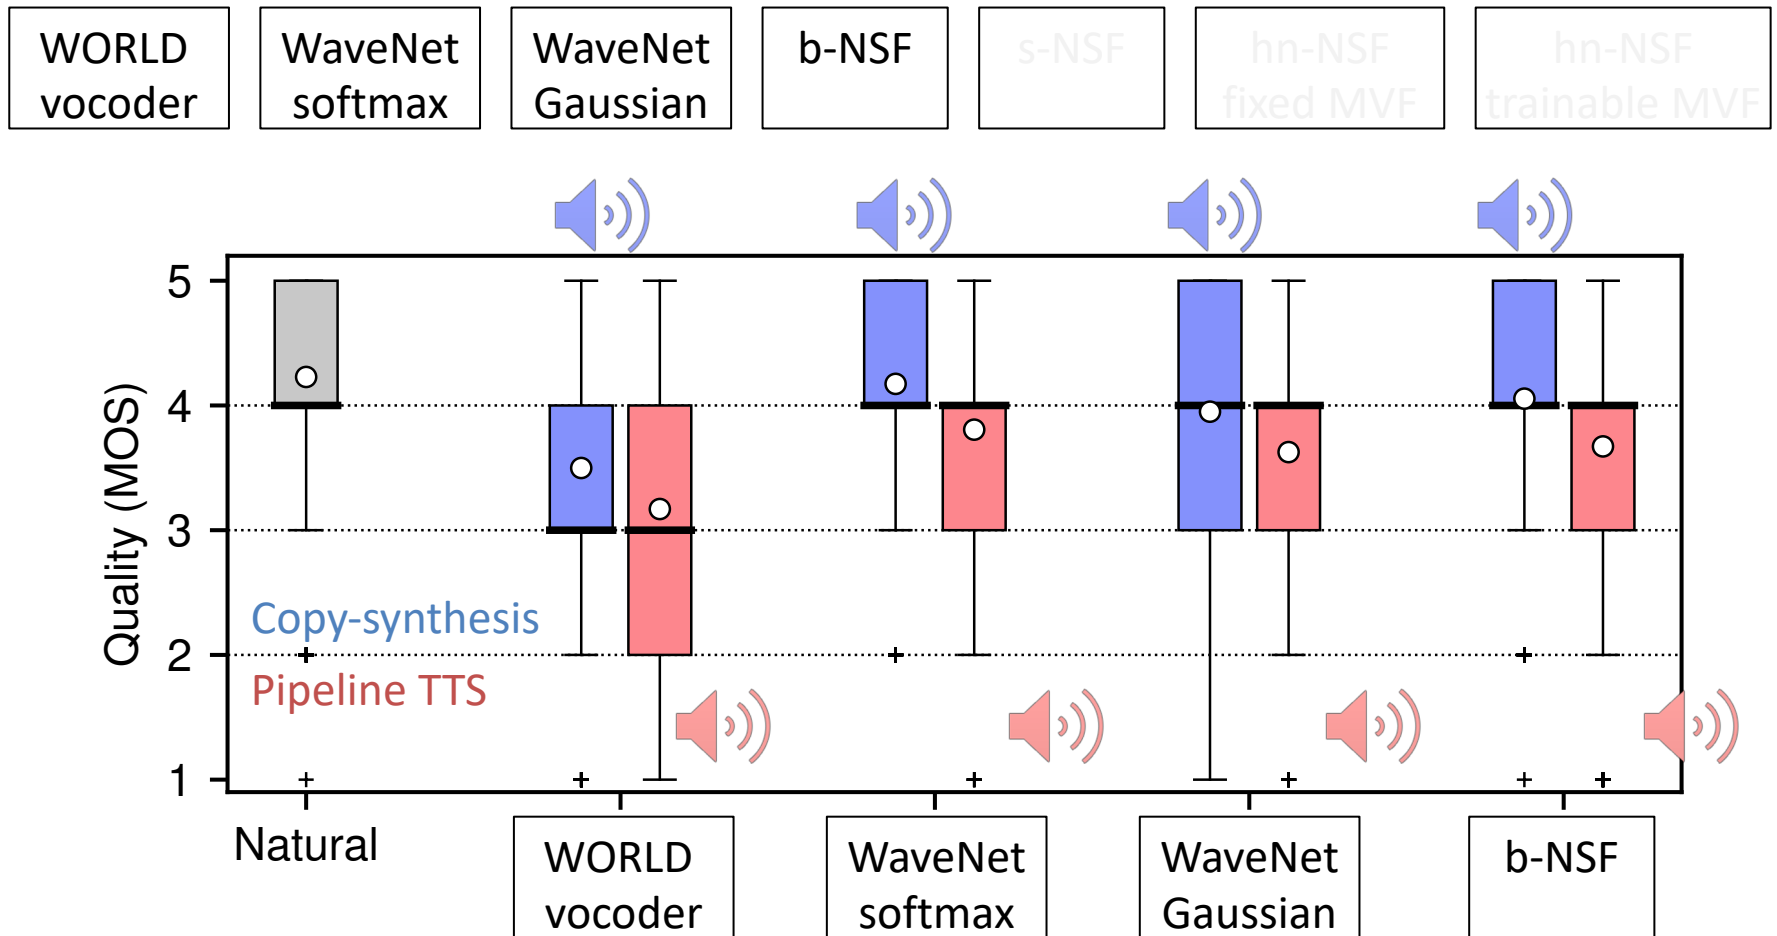 WORLD
vocoder
WaveNet
softmax
WaveNet
Gaussian
b-NSF
s-NSF
hn-NSF
fixed MVF
hn-NSF
trainable MVF
Quality (MOS)
5
4
3
2
1
Copy-synthesis
Pipeline TTS
Natural
WORLD
vocoder
WaveNet
softmax
WaveNet
Gaussian
b-NSF